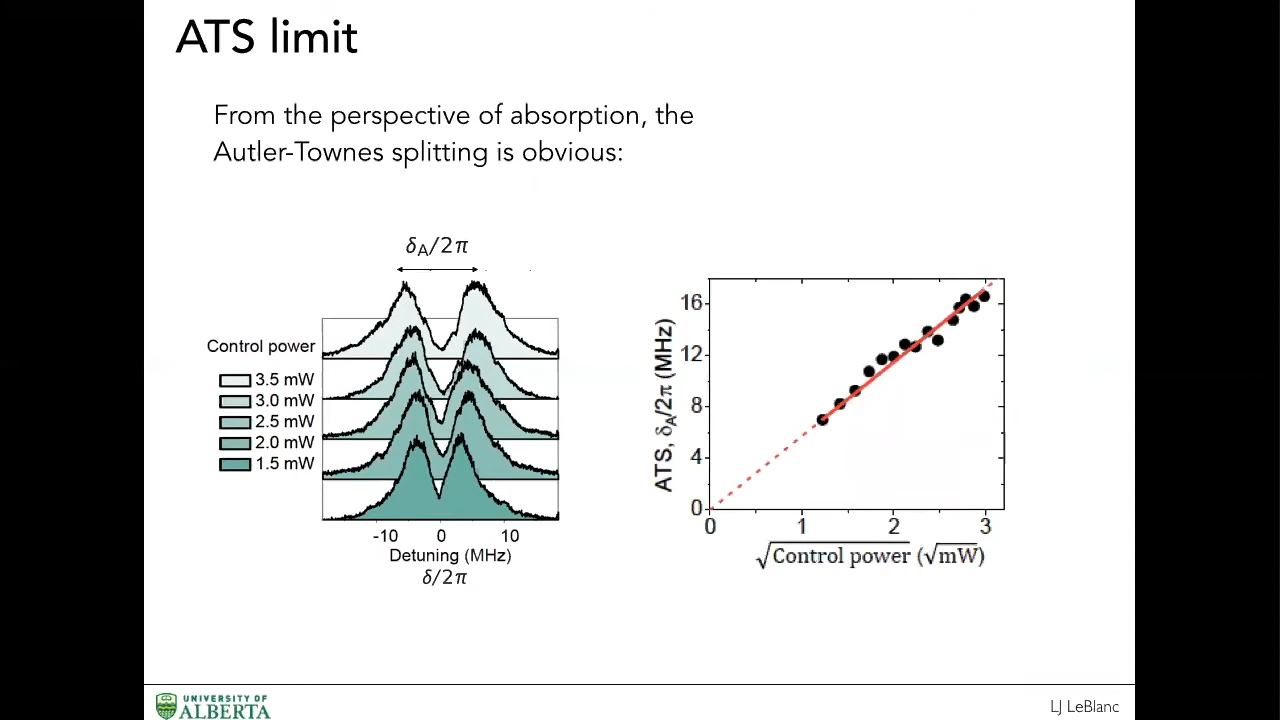 ATS limit
From the perspective of absorption, the
Autler-Townes splitting is obvious:
δA/2π
Control power
3.5 mW
3.0 mW
2.5 mW
2.0 mW
1.5 mW
-10 0 10
Detuning (MHz)
δ/2π
ATS, δA/2π (MHz)
16
12
8
4
0
0 1 2 3
√Control power (√mW)
UNIVERSITY OF
ALBERTA
LJ LeBlanc